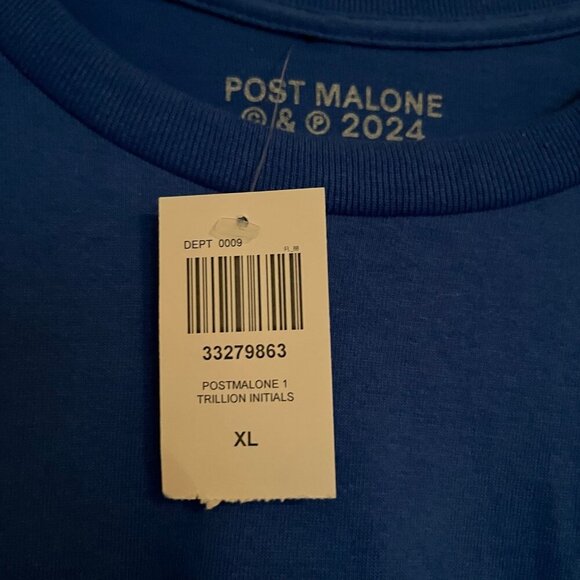 POST MALONE
© & ℗ 2024
DEPT 0009
33279863
POSTMALONE 1
TRILLION INITIALS
XL